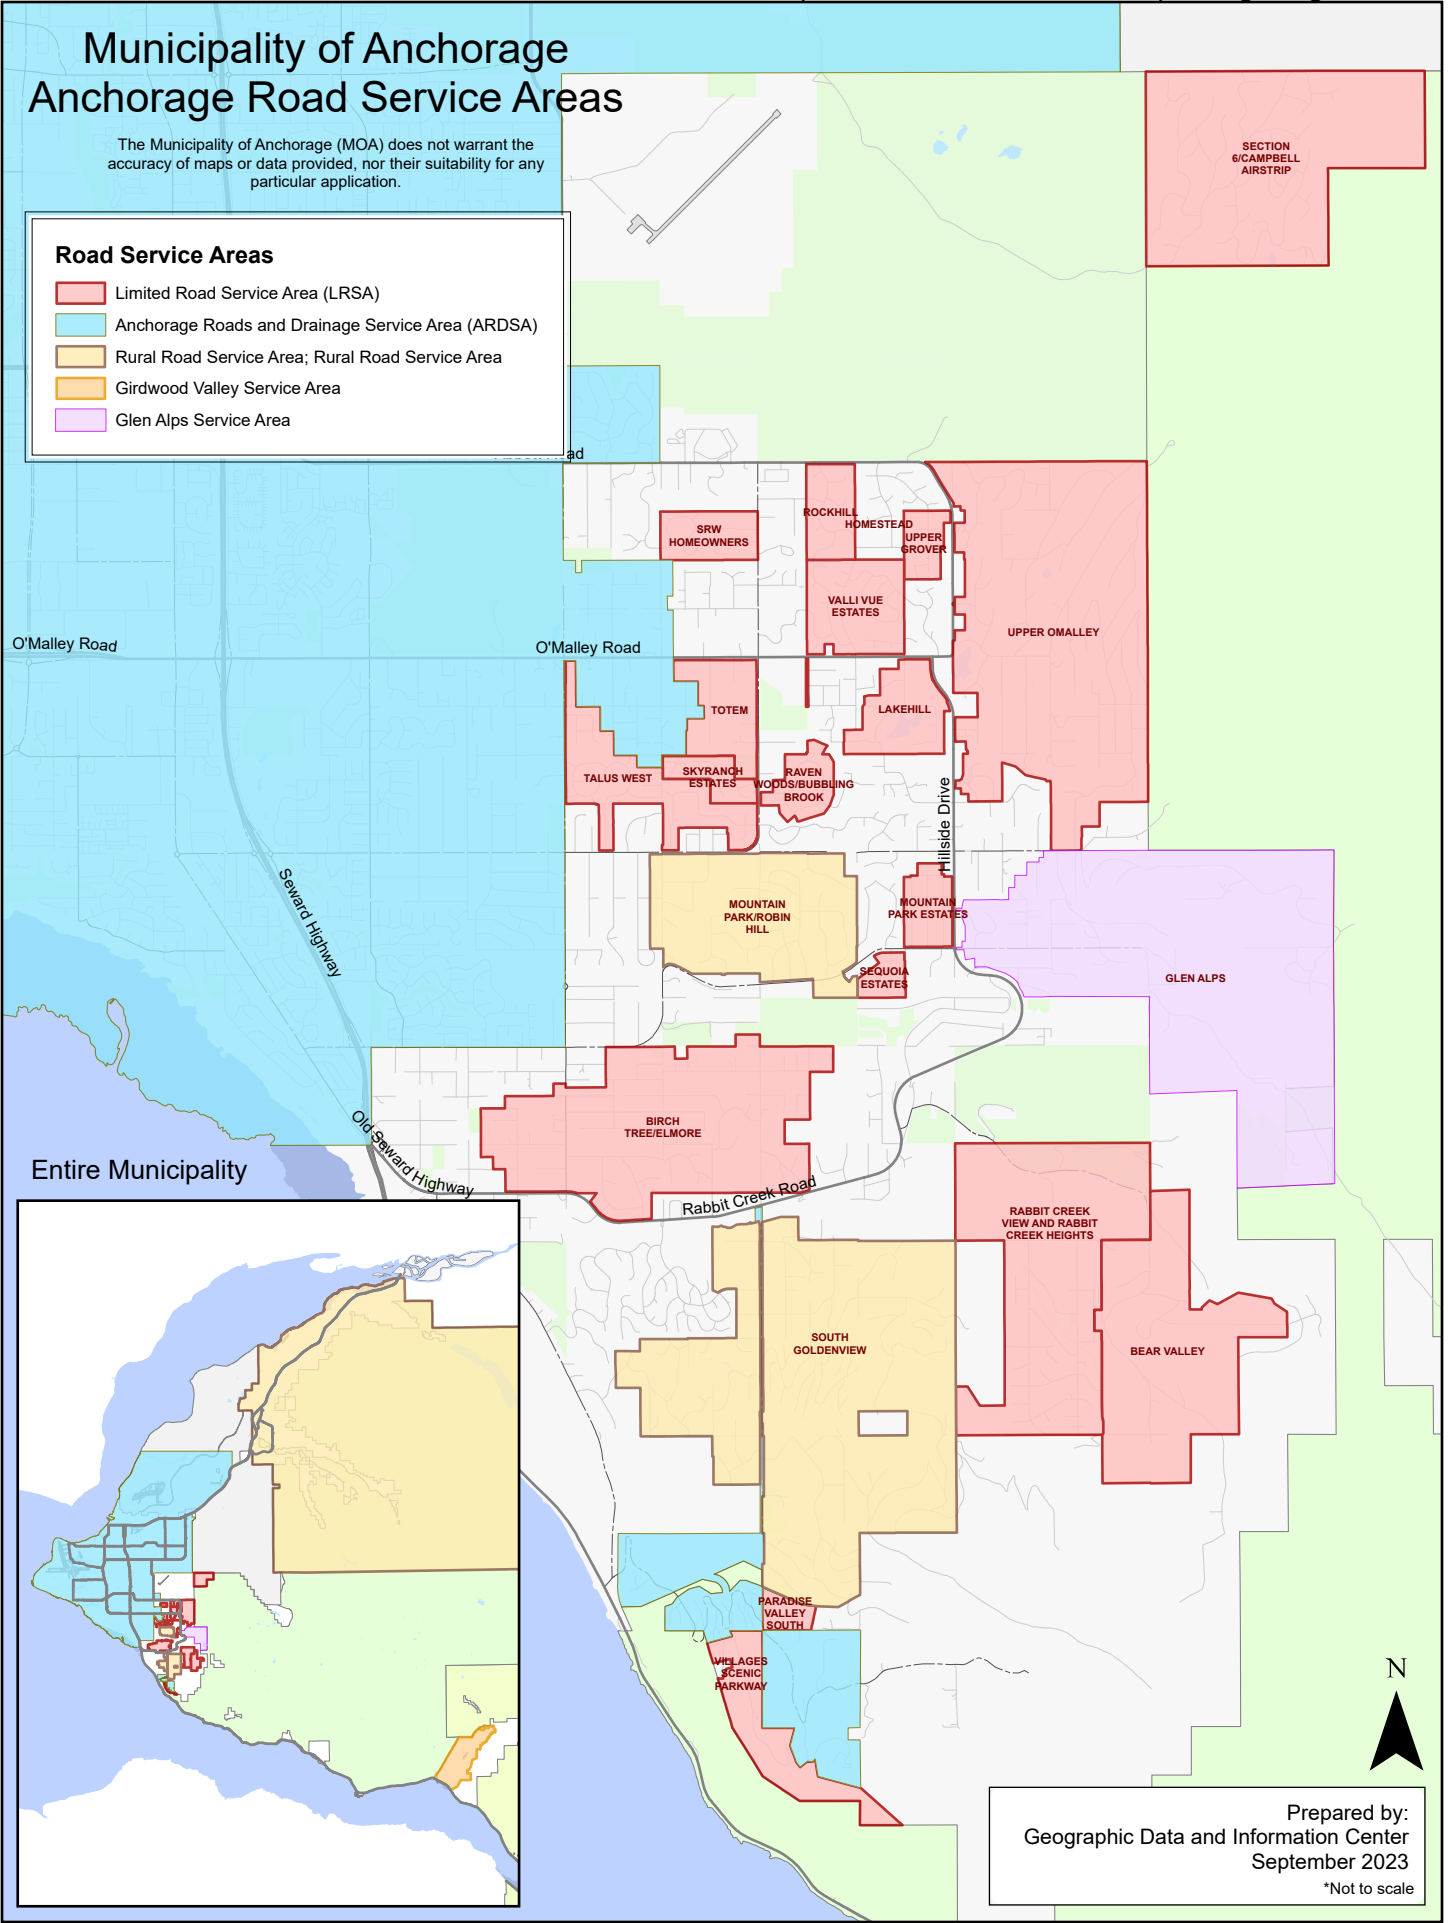 Municipality of Anchorage
Anchorage Road Service Areas
The Municipality of Anchorage (MOA) does not warrant the
accuracy of maps or data provided, nor their suitability for any
particular application.
Road Service Areas
Limited Road Service Area (LRSA)
Anchorage Roads and Drainage Service Area (ARDSA)
Rural Road Service Area; Rural Road Service Area
Girdwood Valley Service Area
Glen Alps Service Area
SECTION
6/CAMPBELL
AIRSTRIP
SRW
HOMEOWNERS
ROCKHILL
HOMESTEAD
UPPER
GROVER
VALLI VUE
ESTATES
UPPER OMALLEY
O'Malley Road
O'Malley Road
TOTEM
LAKEHILL
TALUS WEST
SKYRANCH
ESTATES
RAVEN
WOODS/BUBBLING
BROOK
Hillside Drive
Seward Highway
MOUNTAIN
PARK/ROBIN
HILL
MOUNTAIN
PARK ESTATES
SEQUOIA
ESTATES
GLEN ALPS
BIRCH
TREE/ELMORE
Old Seward Highway
Rabbit Creek Road
Entire Municipality
RABBIT CREEK
VIEW AND RABBIT
CREEK HEIGHTS
SOUTH
GOLDENVIEW
BEAR VALLEY
PARADISE
VALLEY
SOUTH
VILLAGES
SCENIC
PARKWAY
N
Prepared by:
Geographic Data and Information Center
September 2023
*Not to scale